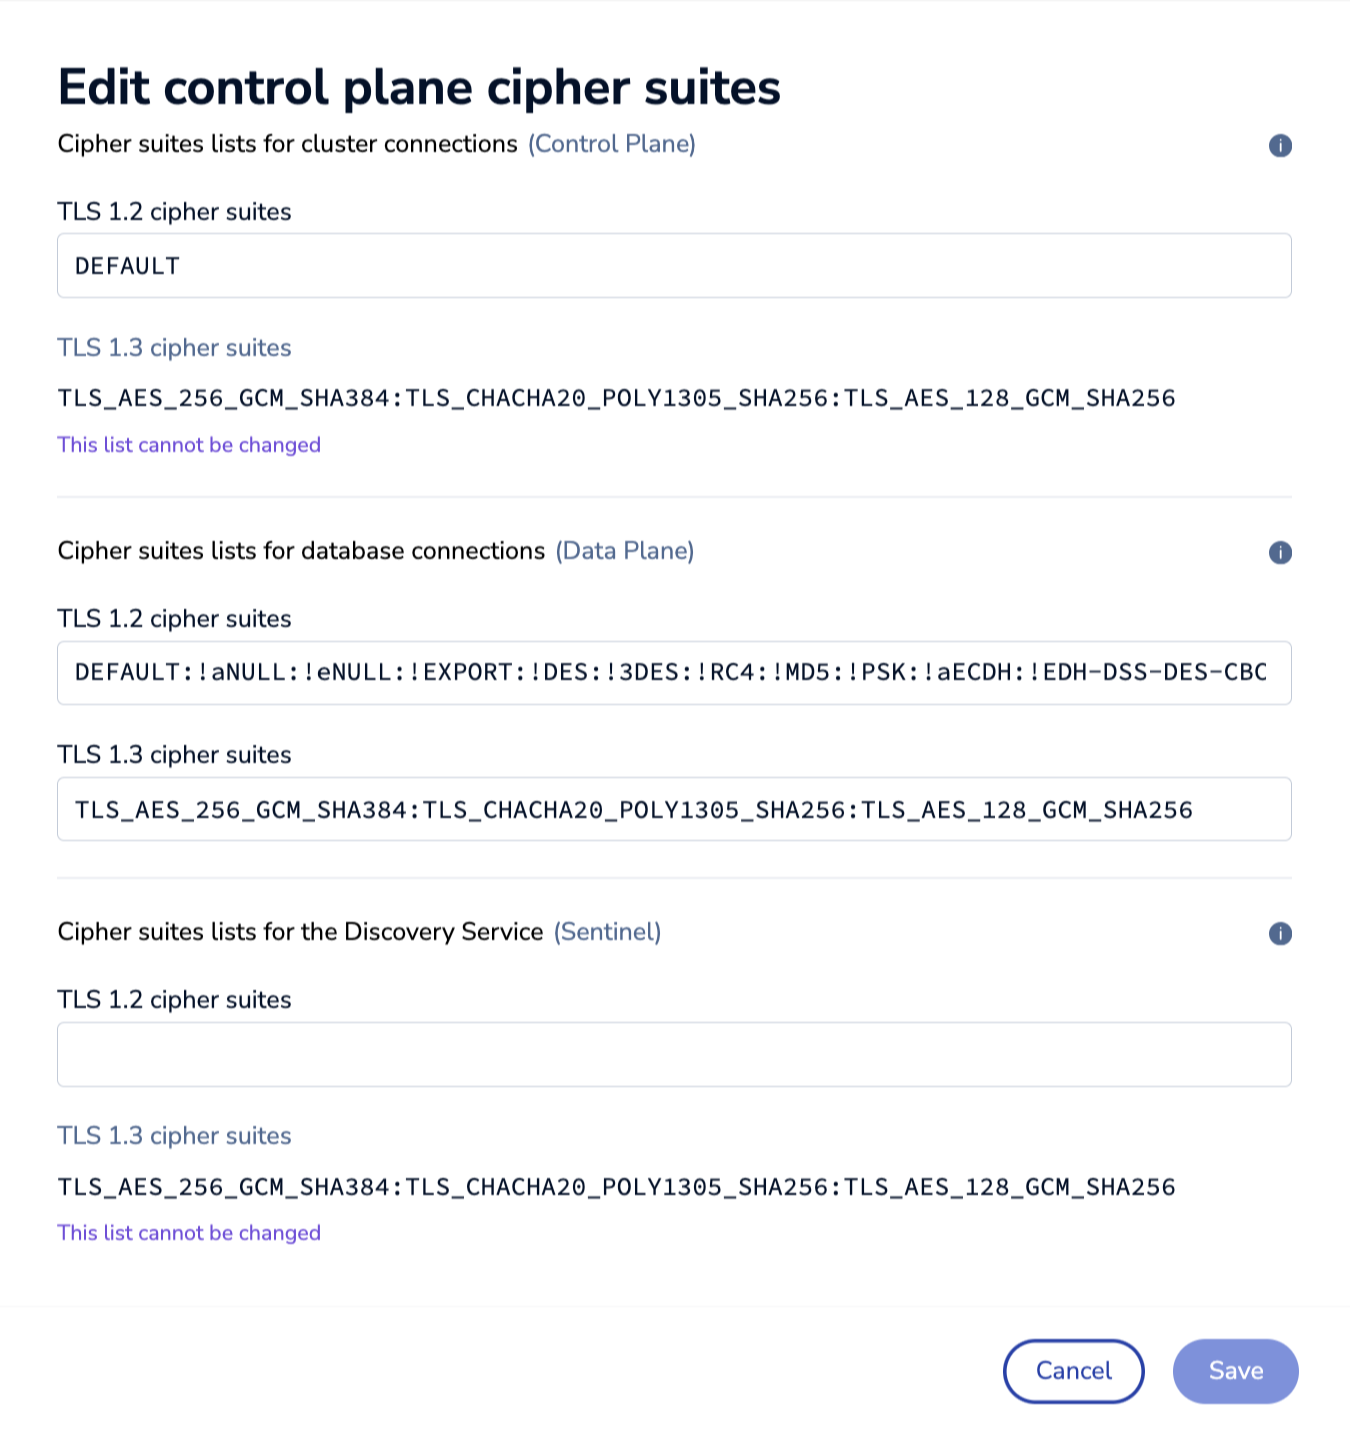 Edit control plane cipher suites
Cipher suites lists for cluster connections (Control Plane)
TLS 1.2 cipher suites
DEFAULT
TLS 1.3 cipher suites
TLS_AES_256_GCM_SHA384:TLS_CHACHA20_POLY1305_SHA256:TLS_AES_128_GCM_SHA256
This list cannot be changed
Cipher suites lists for database connections (Data Plane)
TLS 1.2 cipher suites
DEFAULT:!aNULL:!eNULL:!EXPORT:!DES:!3DES:!RC4:!MD5:!PSK:!aECDH:!EDH-DSS-DES-CBC
TLS 1.3 cipher suites
TLS_AES_256_GCM_SHA384:TLS_CHACHA20_POLY1305_SHA256:TLS_AES_128_GCM_SHA256
Cipher suites lists for the Discovery Service (Sentinel)
TLS 1.2 cipher suites
TLS 1.3 cipher suites
TLS_AES_256_GCM_SHA384:TLS_CHACHA20_POLY1305_SHA256:TLS_AES_128_GCM_SHA256
This list cannot be changed
Cancel Save